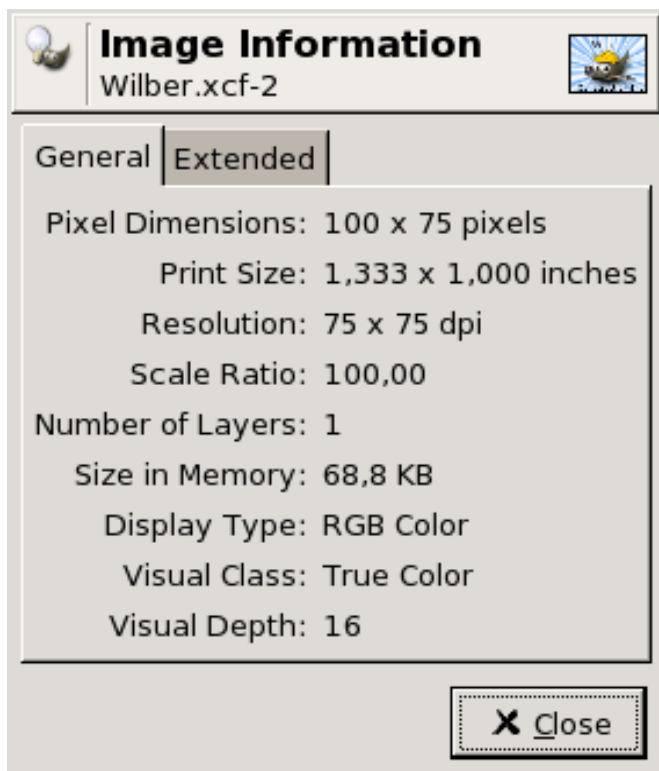 Image Information
Wilber.xcf-2
General Extended
Pixel Dimensions: 100 x 75 pixels
Print Size: 1,333 x 1,000 inches
Resolution: 75 x 75 dpi
Scale Ratio: 100,00
Number of Layers: 1
Size in Memory: 68,8 KB
Display Type: RGB Color
Visual Class: True Color
Visual Depth: 16
Close